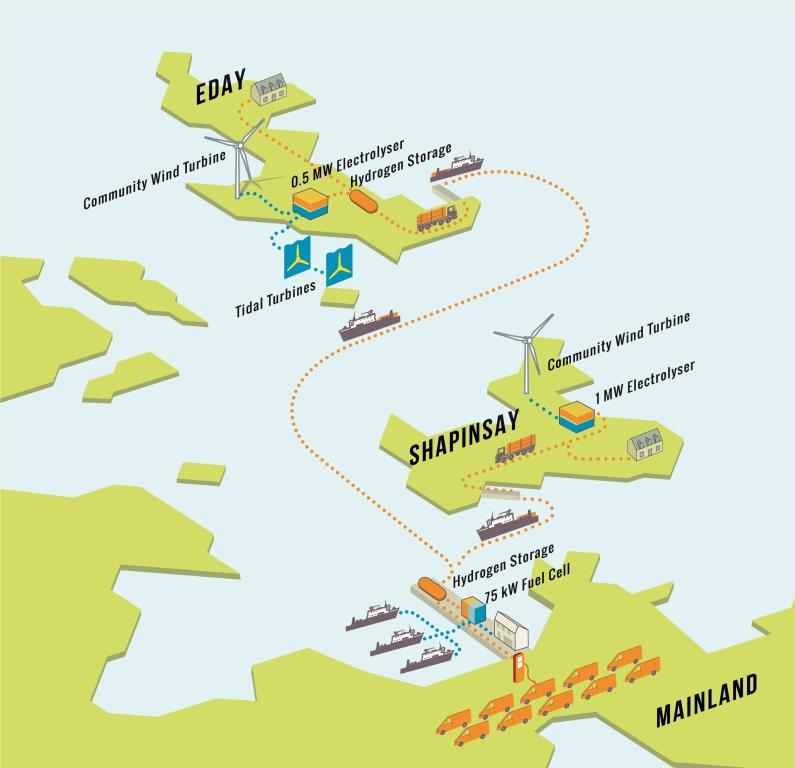 EDAY
Community Wind Turbine
0.5 MW Electrolyser
Hydrogen Storage
Tidal Turbines
Community Wind Turbine
1 MW Electrolyser
SHAPINSAY
Hydrogen Storage
75 kW Fuel Cell
MAINLAND